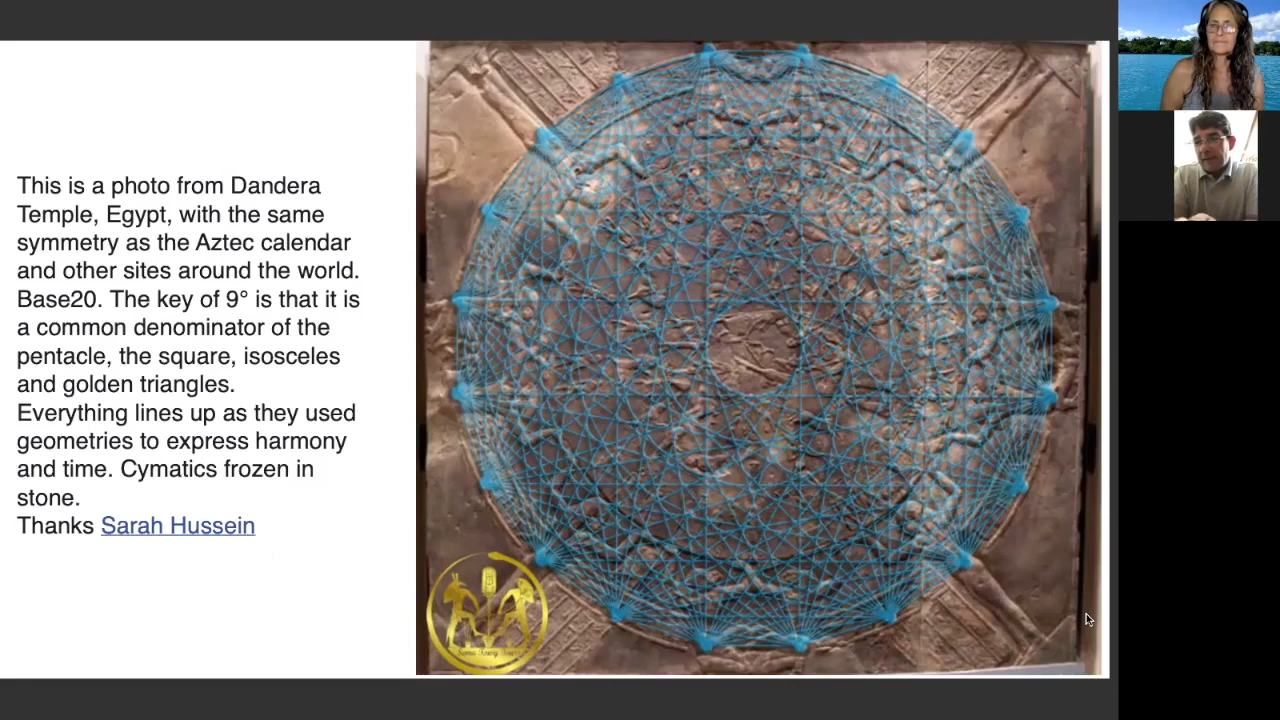 This is a photo from Dandera
Temple, Egypt, with the same
symmetry as the Aztec calendar
and other sites around the world.
Base20. The key of 9° is that it is
a common denominator of the
pentacle, the square, isosceles
and golden triangles.
Everything lines up as they used
geometries to express harmony
and time. Cymatics frozen in
stone.
Thanks Sarah Hussein